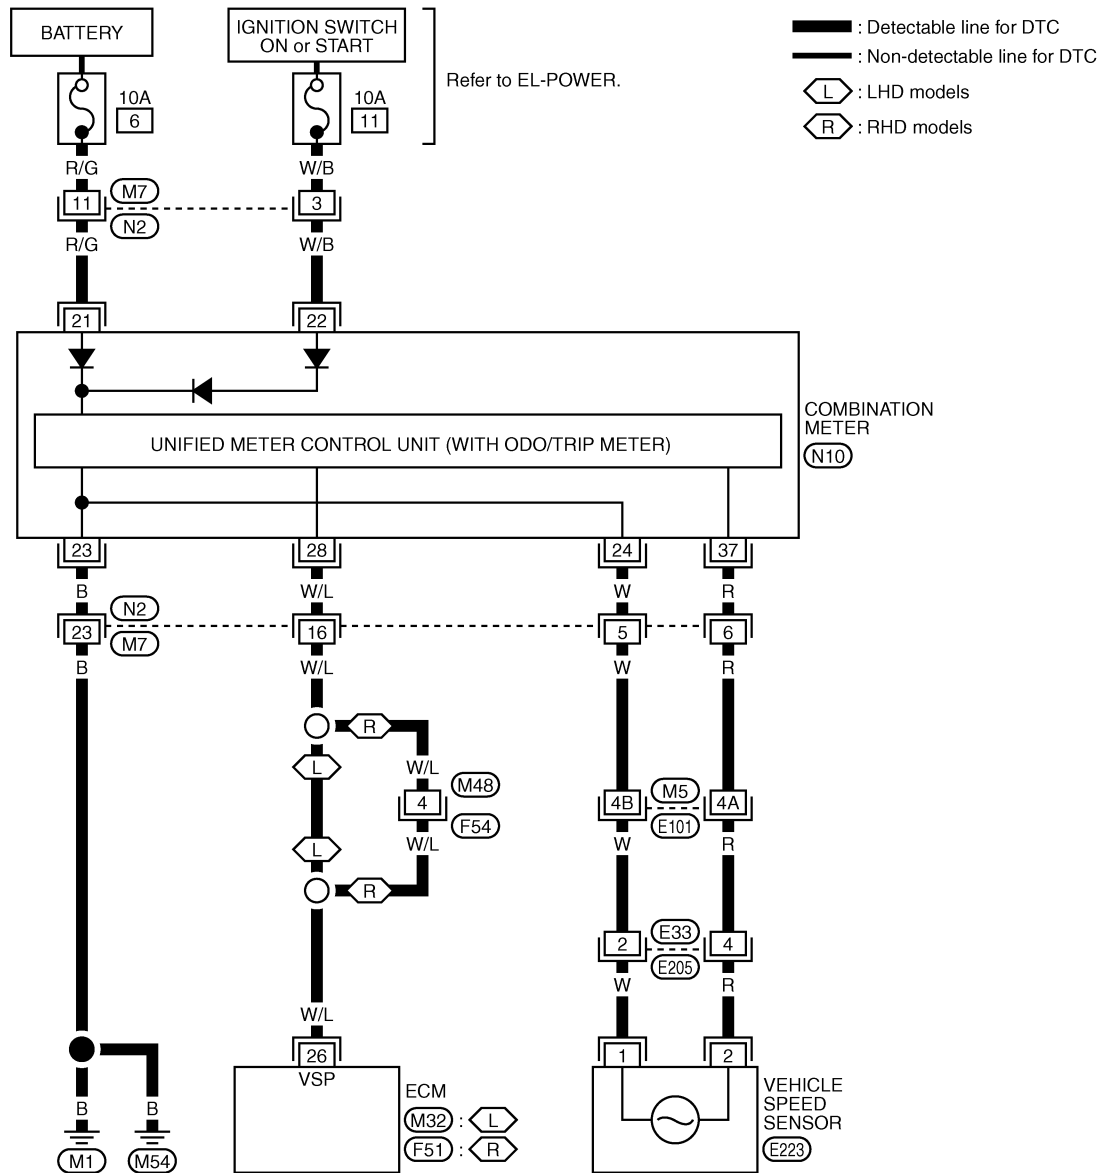 BATTERY
IGNITION SWITCH
ON or START
10A
6
10A
11
Refer to EL-POWER.
: Detectable line for DTC
: Non-detectable line for DTC
L : LHD models
R : RHD models
R/G
W/B
11
M7
N2
3
R/G
W/B
21
22
UNIFIED METER CONTROL UNIT (WITH ODO/TRIP METER)
COMBINATION
METER
N10
23
28
24
37
B
W/L
W
R
23
N2
M7
16
5
6
B
W/L
W
R
R
L
W/L
4
M48
F54
W/L
L
R
4B
M5
E101
4A
W
R
2
E33
E205
4
W
R
W/L
26
VSP
ECM
M32 : L
F51 : R
1
2
VEHICLE
SPEED
SENSOR
E223
B
B
M1
M54